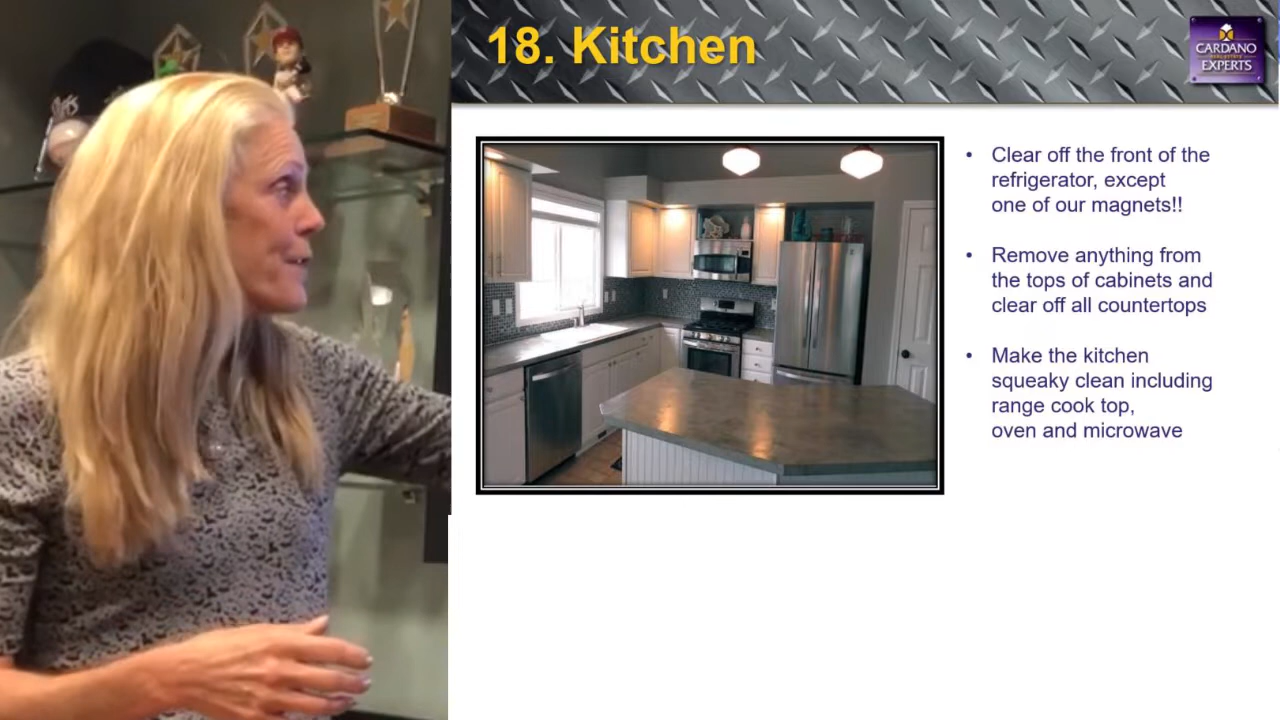 18. Kitchen
CARDANO
EXPERTS
• Clear off the front of the
refrigerator, except
one of our magnets!!
• Remove anything from
the tops of cabinets and
clear off all countertops
• Make the kitchen
squeaky clean including
range cook top,
oven and microwave